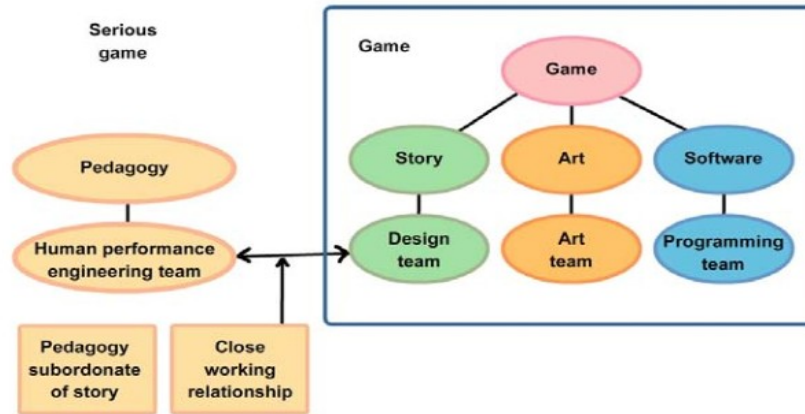 Serious
game
Game
Game
Story
Art
Software
Pedagogy
Human performance
engineering team
Design
team
Art
team
Programming
team
Pedagogy
subordonate
of story
Close
working
relationship